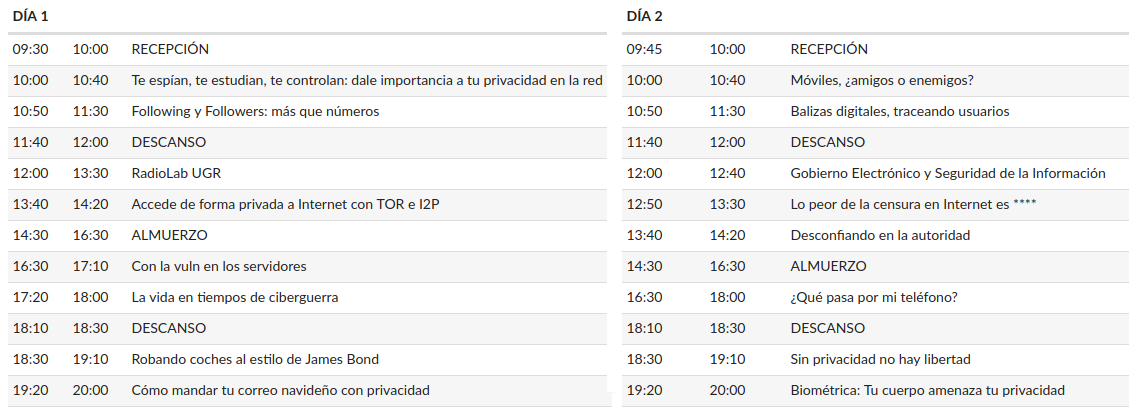 DÍA 1
09:30 10:00 RECEPCIÓN
10:00 10:40 Te espían, te estudian, te controlan: dale importancia a tu privacidad en la red
10:50 11:30 Following y Followers: más que números
11:40 12:00 DESCANSO
12:00 13:30 RadioLab UGR
13:40 14:20 Accede de forma privada a Internet con TOR e I2P
14:30 16:30 ALMUERZO
16:30 17:10 Con la vuln en los servidores
17:20 18:00 La vida en tiempos de ciberguerra
18:10 18:30 DESCANSO
18:30 19:10 Robando coches al estilo de James Bond
19:20 20:00 Cómo mandar tu correo navideño con privacidad
DÍA 2
09:45 10:00 RECEPCIÓN
10:00 10:40 Móviles, ¿amigos o enemigos?
10:50 11:30 Balizas digitales, traceando usuarios
11:40 12:00 DESCANSO
12:00 12:40 Gobierno Electrónico y Seguridad de la Información
12:50 13:30 Lo peor de la censura en Internet es ****
13:40 14:20 Desconfiando en la autoridad
14:30 16:30 ALMUERZO
16:30 18:00 ¿Qué pasa por mi teléfono?
18:10 18:30 DESCANSO
18:30 19:10 Sin privacidad no hay libertad
19:20 20:00 Biométrica: Tu cuerpo amenaza tu privacidad